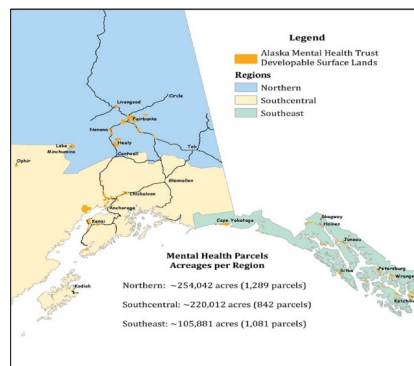 Legend
Alaska Mental Health Trust
Developable Surface Lands
Regions
Northern
Southcentral
Southeast
Circle
Livengood
Fairbanks
Nenana
Healy
Lake
Minchumina
Cantwell
Tok
Ophir
Glennallen
Chickaloon
Anchorage
Kenai
Cape Yakataga
Skagway
Haines
Juneau
Kodiak
Sitka
Petersburg
Wrangell
Ketchikan
Mental Health Parcels
Acreages per Region
Northern: ~254,042 acres (1,289 parcels)
Southcentral: ~220,012 acres (842 parcels)
Southeast: ~105,881 acres (1,081 parcels)